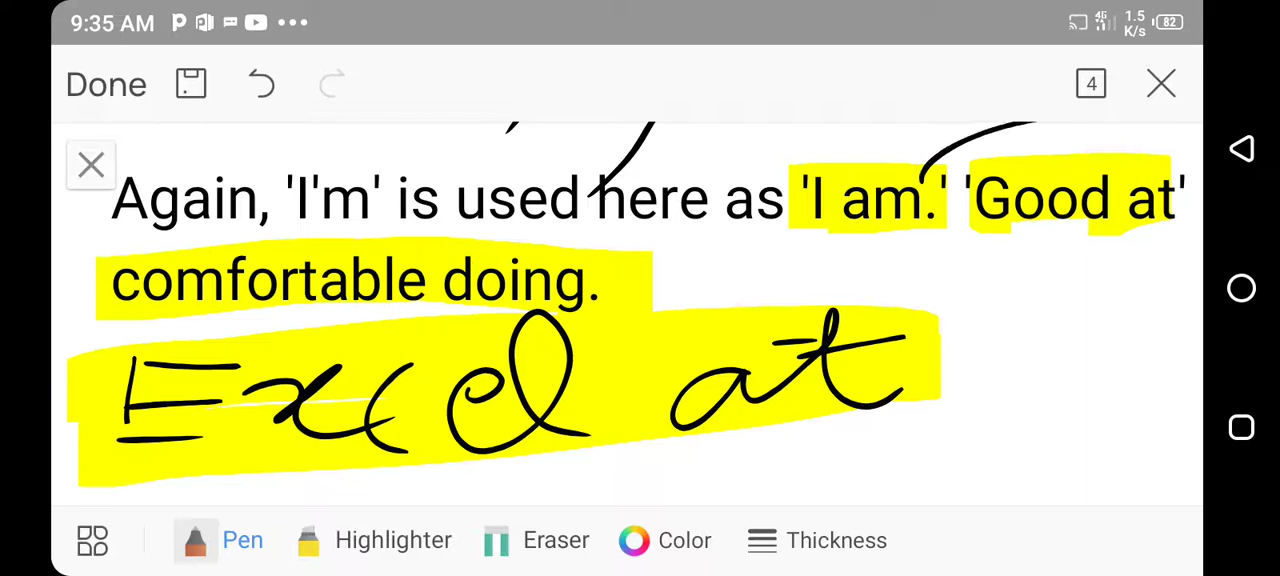 9:35 AM 4G 1.5 K/s 82
Done 4
Again, 'I'm' is used here as 'I am.' 'Good at'
comfortable doing.
Excel at
Pen Highlighter Eraser Color Thickness